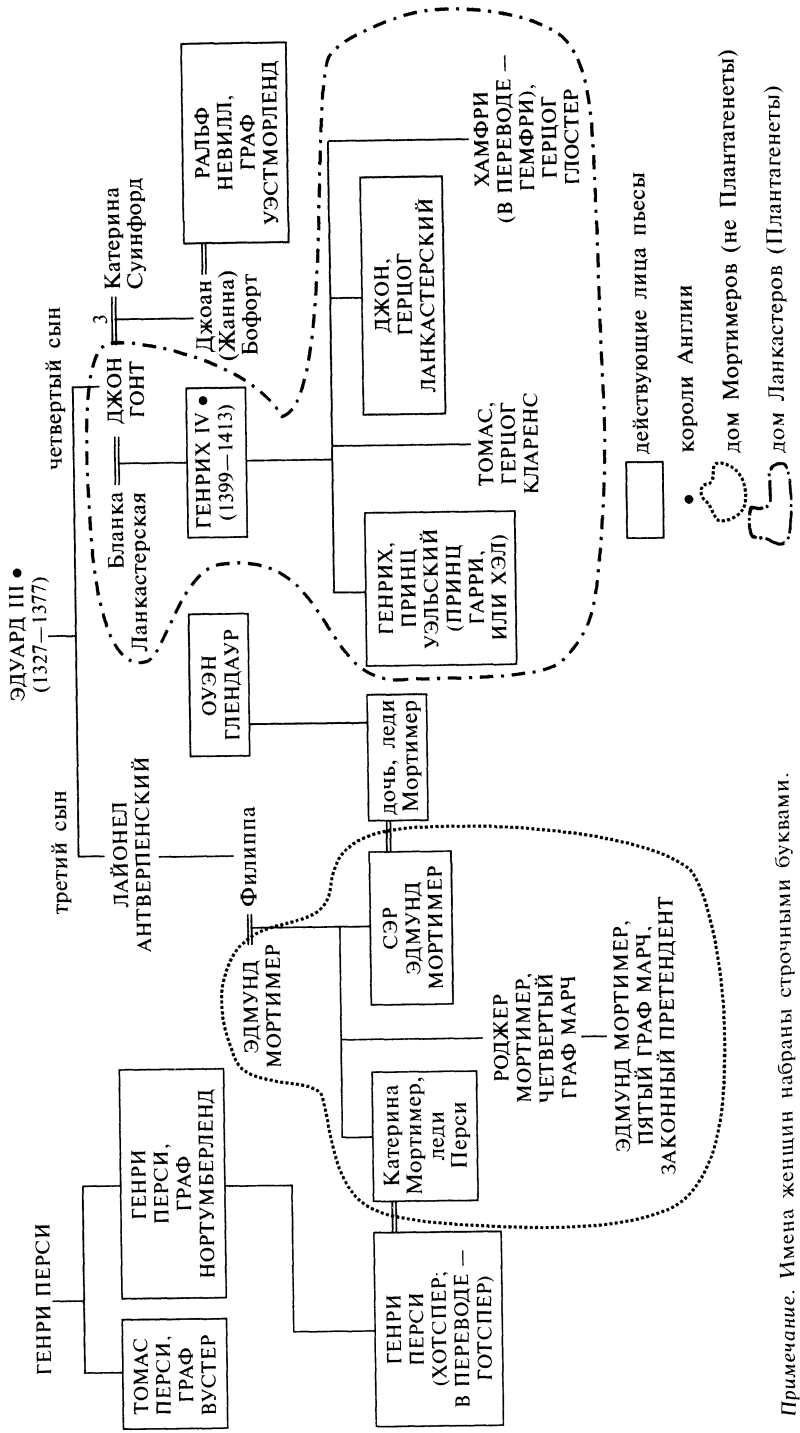 ГЕНРИ ПЕРСИ
ТОМАС
ПЕРСИ,
ГРАФ
ВУСТЕР
ГЕНРИ
ПЕРСИ,
ГРАФ
НОРТУМБЕРЛЕНД
ГЕНРИ
ПЕРСИ
(ХОТСПЕР;
В ПЕРЕВОДЕ —
ГОТСПЕР)
ЭДУАРД III •
(1327—1377)
третий сын
четвертый сын
ЛАЙОНЕЛ
АНТВЕРПЕНСКИЙ
Бланка
Ланкастерская
ДЖОН
ГОНТ
3
Катерина
Суинфорд
ЭДМУНД
МОРТИМЕР
Филиппа
ОУЭН
ГЛЕНДАУР
ГЕНРИХ IV •
(1399—1413)
Джоан
(Жанна)
Бофорт
РАЛЬФ
НЕВИЛЛ,
ГРАФ
УЭСТМОРЛЕНД
Катерина
Мортимер,
леди
Перси
РОДЖЕР
МОРТИМЕР,
ЧЕТВЕРТЫЙ
ГРАФ МАРЧ
СЭР
ЭДМУНД
МОРТИМЕР
дочь, леди
Мортимер
ЭДМУНД МОРТИМЕР,
ПЯТЫЙ ГРАФ МАРЧ,
ЗАКОННЫЙ ПРЕТЕНДЕНТ
ГЕНРИХ,
ПРИНЦ
УЭЛЬСКИЙ
(ПРИНЦ
ГАРРИ,
ИЛИ ХЭЛ)
ТОМАС,
ГЕРЦОГ
КЛАРЕНС
ДЖОН,
ГЕРЦОГ
ЛАНКАСТЕРСКИЙ
ХАМФРИ
(В ПЕРЕВОДЕ —
ГЕМФРИ),
ГЕРЦОГ
ГЛОСТЕР
действующие лица пьесы
• короли Англии
дом Мортимеров (не Плантагенеты)
дом Ланкастеров (Плантагенеты)
Примечание. Имена женщин набраны строчными буквами.